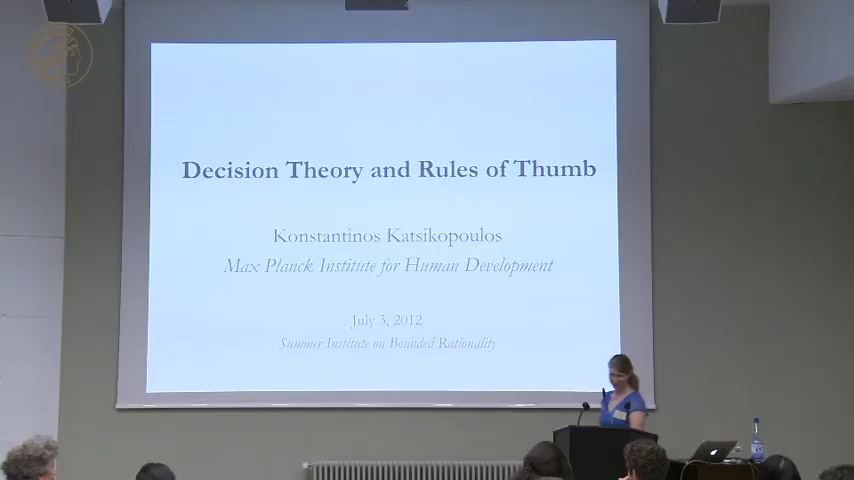 Decision Theory and Rules of Thumb
Konstantinos Katsikopoulos
Max Planck Institute for Human Development
July 3, 2012
Summer Institute on Bounded Rationality